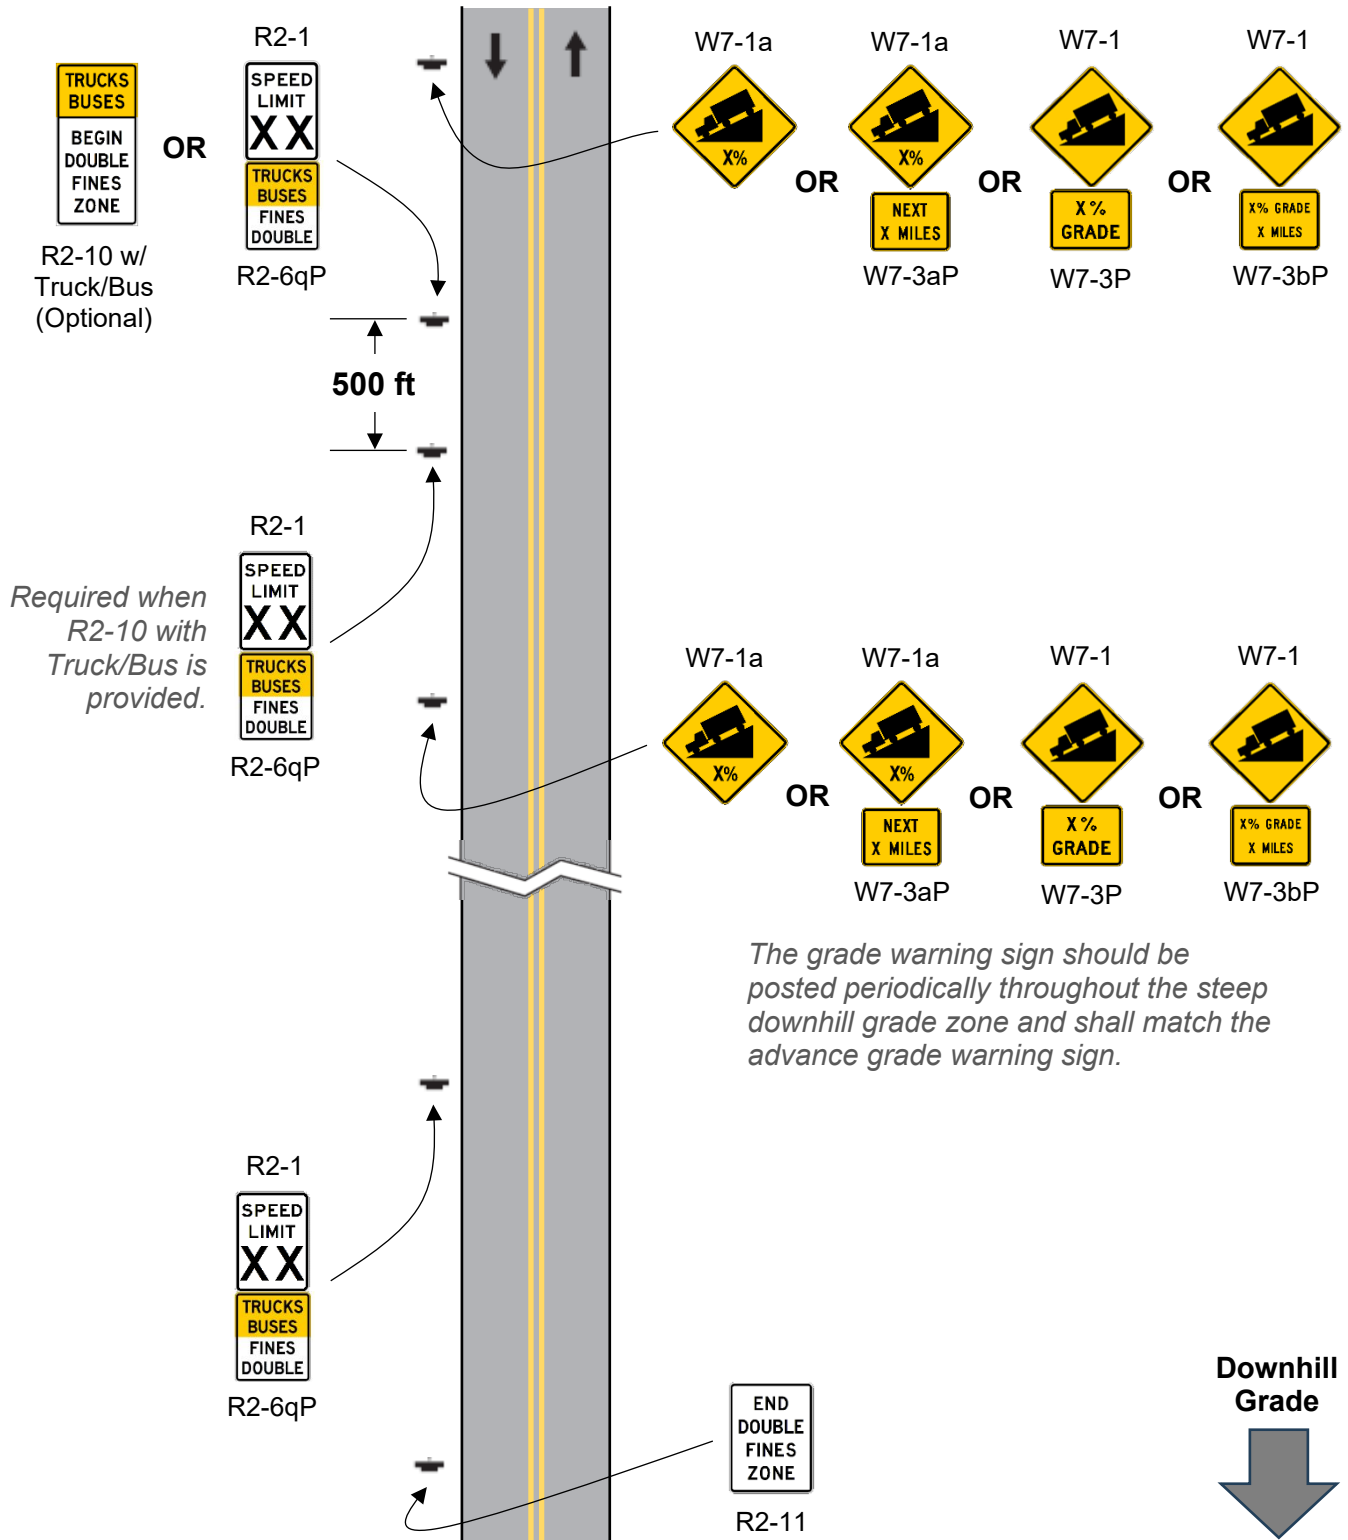 R2-1
TRUCKS
BUSES
BEGIN
DOUBLE
FINES
ZONE
OR
SPEED
LIMIT
XX
TRUCKS
BUSES
FINES
DOUBLE
R2-10 w/
Truck/Bus
(Optional)
R2-6qP
W7-1a
W7-1a
W7-1
W7-1
X%
OR
X%
NEXT
X MILES
W7-3aP
OR
X%
GRADE
W7-3P
OR
X% GRADE
X MILES
W7-3bP
500 ft
R2-1
SPEED
LIMIT
XX
TRUCKS
BUSES
FINES
DOUBLE
R2-6qP
Required when
R2-10 with
Truck/Bus is
provided.
W7-1a
W7-1a
W7-1
W7-1
X%
OR
X%
NEXT
X MILES
W7-3aP
OR
X%
GRADE
W7-3P
OR
X% GRADE
X MILES
W7-3bP
The grade warning sign should be
posted periodically throughout the steep
downhill grade zone and shall match the
advance grade warning sign.
R2-1
SPEED
LIMIT
XX
TRUCKS
BUSES
FINES
DOUBLE
R2-6qP
END
DOUBLE
FINES
ZONE
R2-11
Downhill
Grade